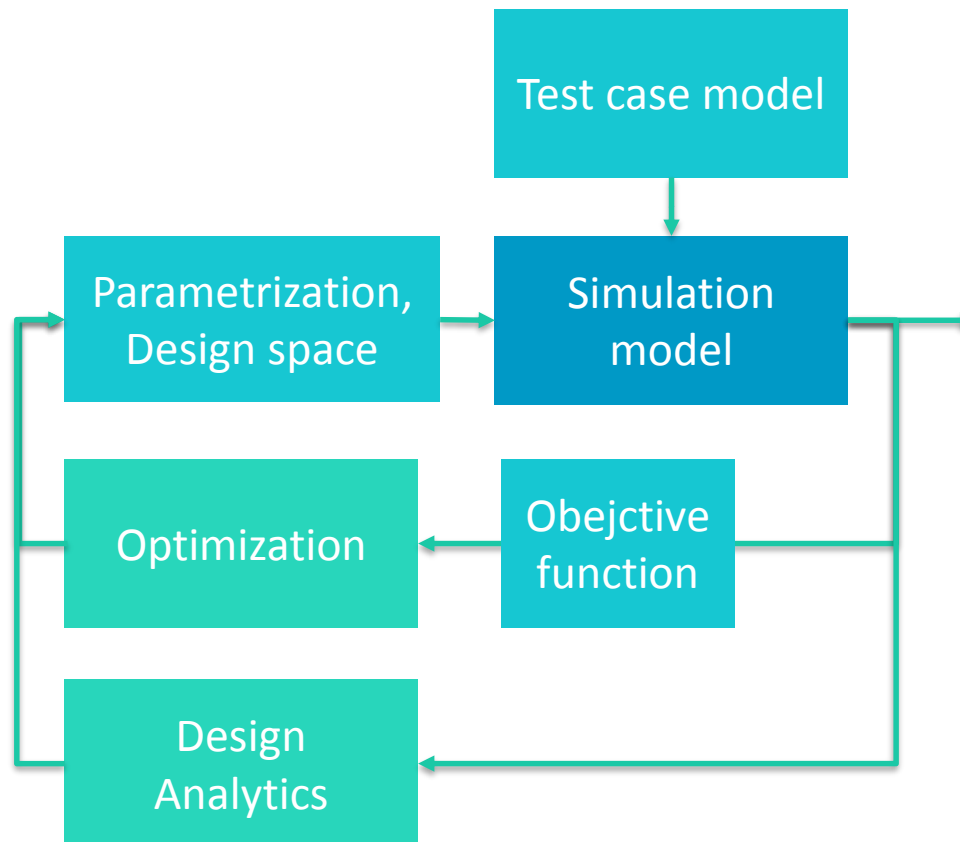 Test case model
Parametrization,
Design space
Simulation
model
Optimization
Obejctive
function
Design
Analytics